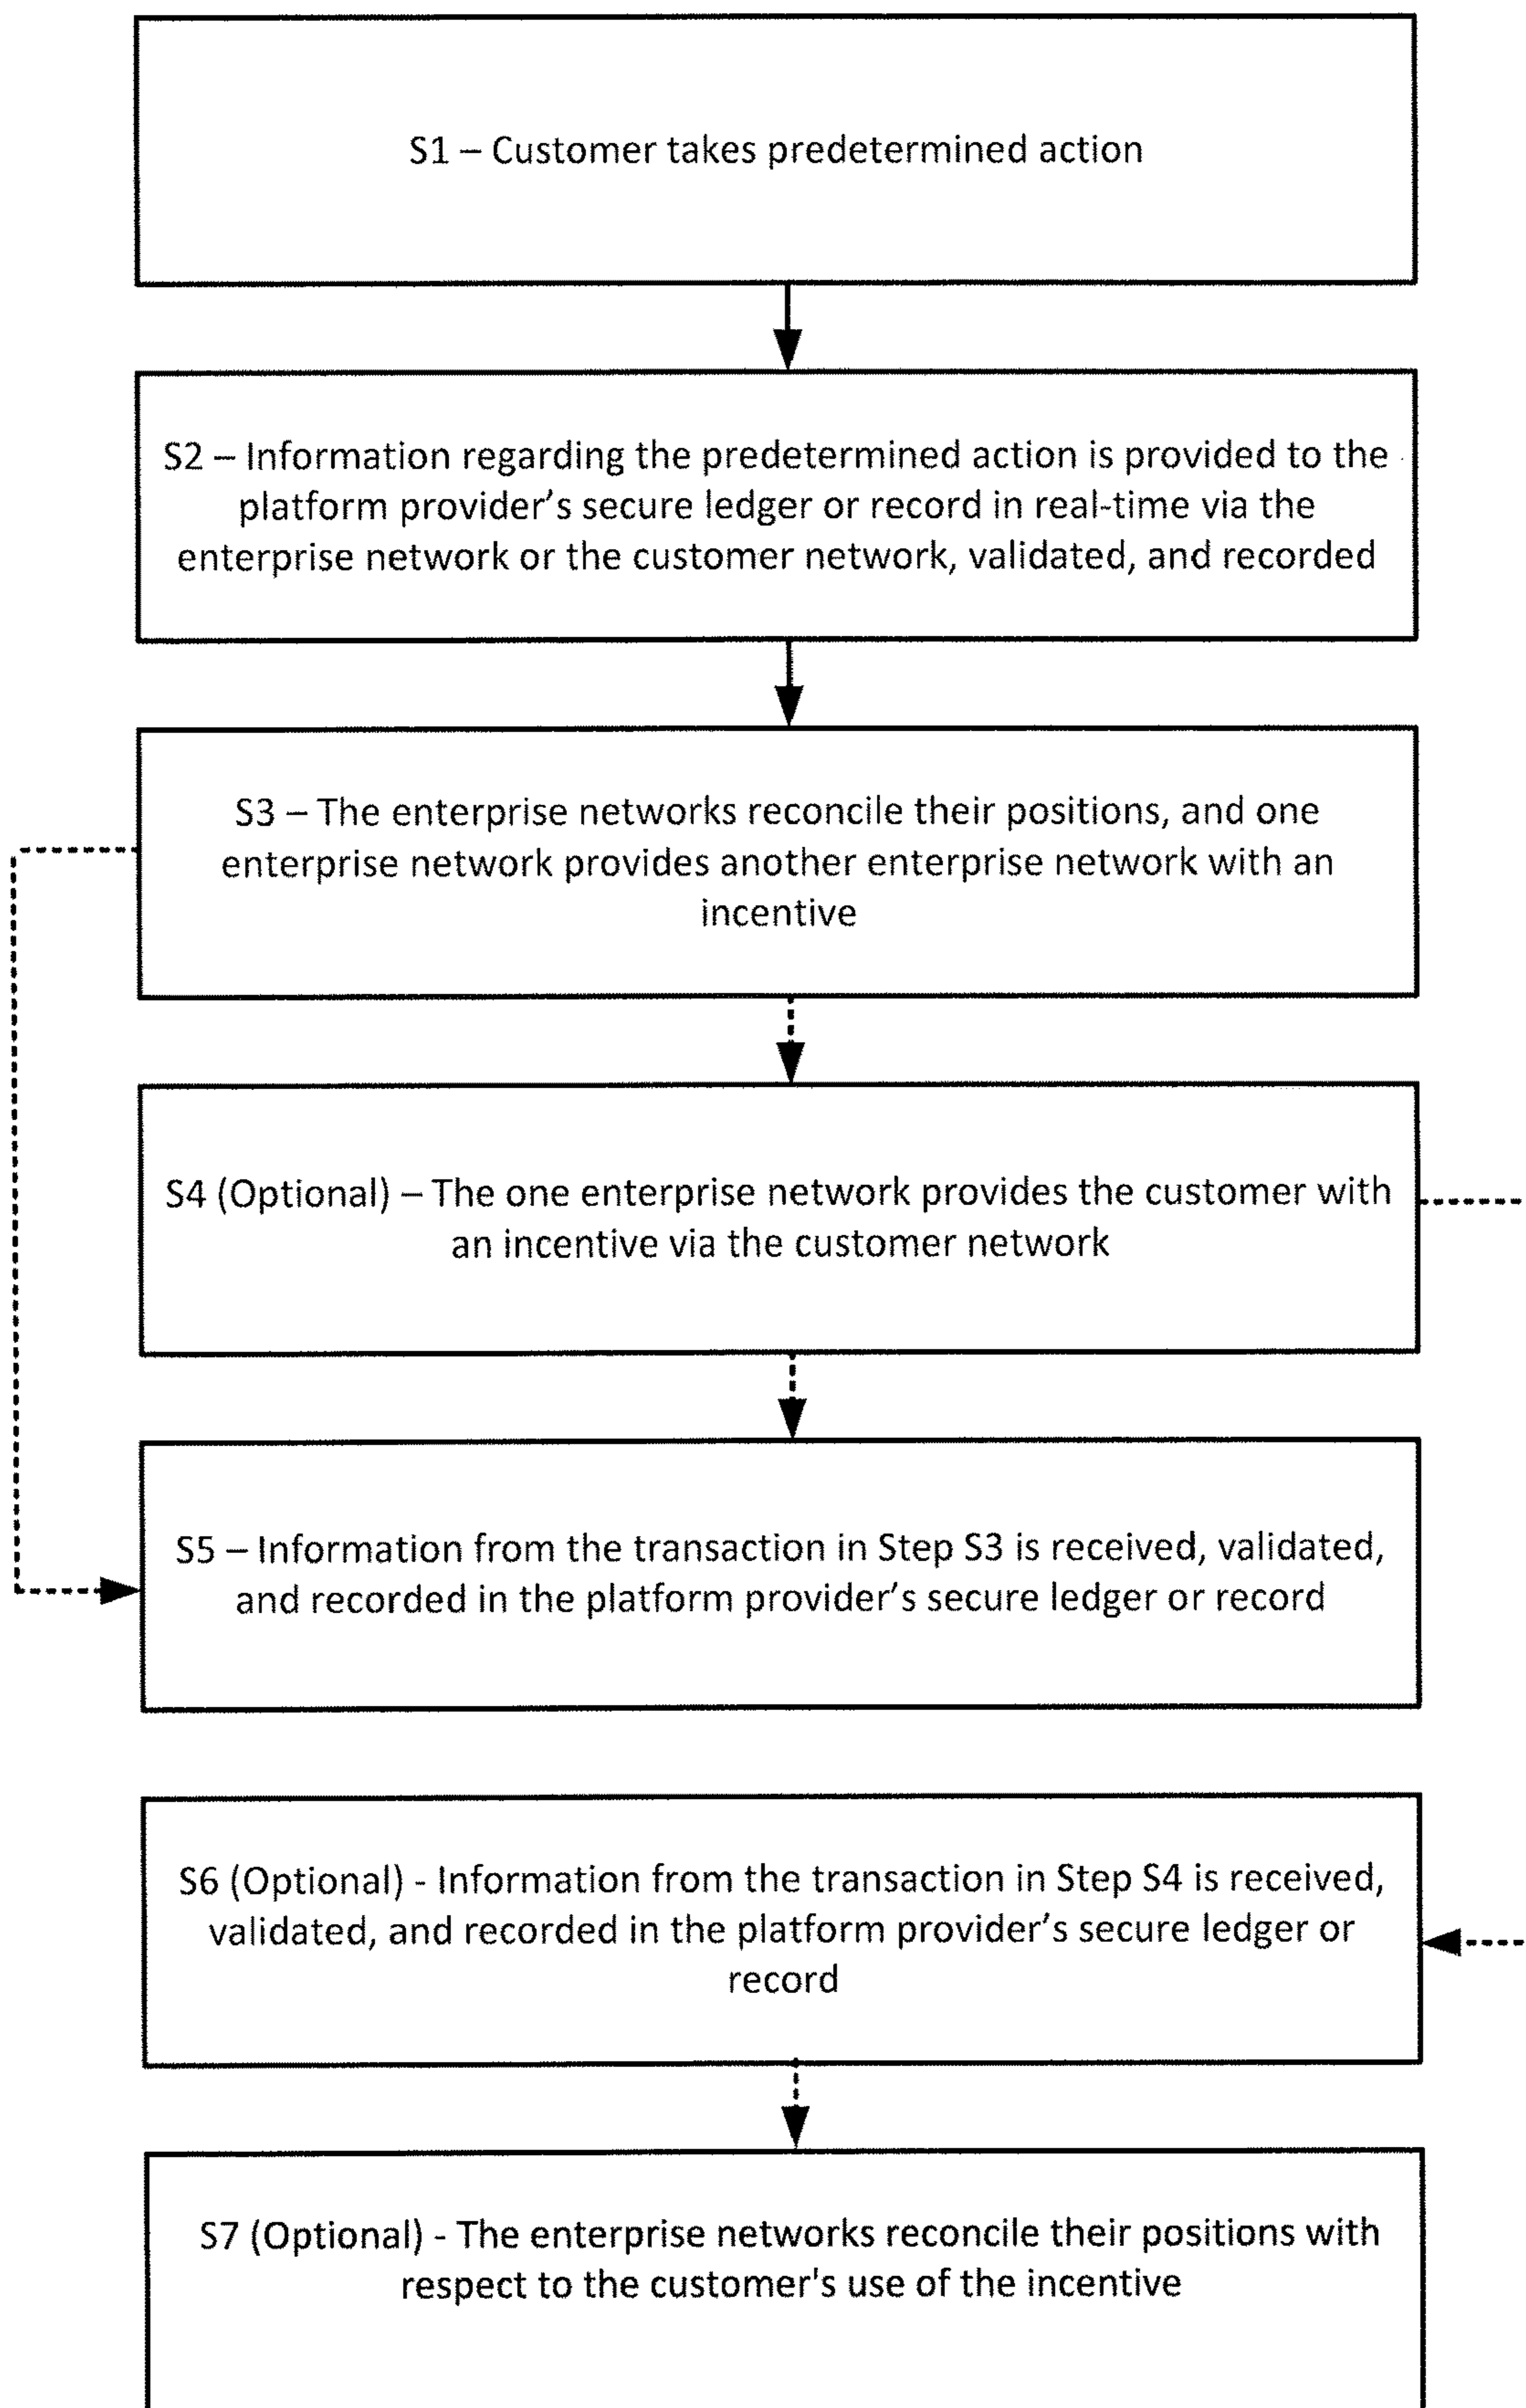 S1 – Customer takes predetermined action
S2 – Information regarding the predetermined action is provided to the
platform provider’s secure ledger or record in real-time via the
enterprise network or the customer network, validated, and recorded
S3 – The enterprise networks reconcile their positions, and one
enterprise network provides another enterprise network with an
incentive
S4 (Optional) – The one enterprise network provides the customer with
an incentive via the customer network
S5 – Information from the transaction in Step S3 is received, validated,
and recorded in the platform provider’s secure ledger or record
S6 (Optional) - Information from the transaction in Step S4 is received,
validated, and recorded in the platform provider’s secure ledger or
record
S7 (Optional) - The enterprise networks reconcile their positions with
respect to the customer's use of the incentive